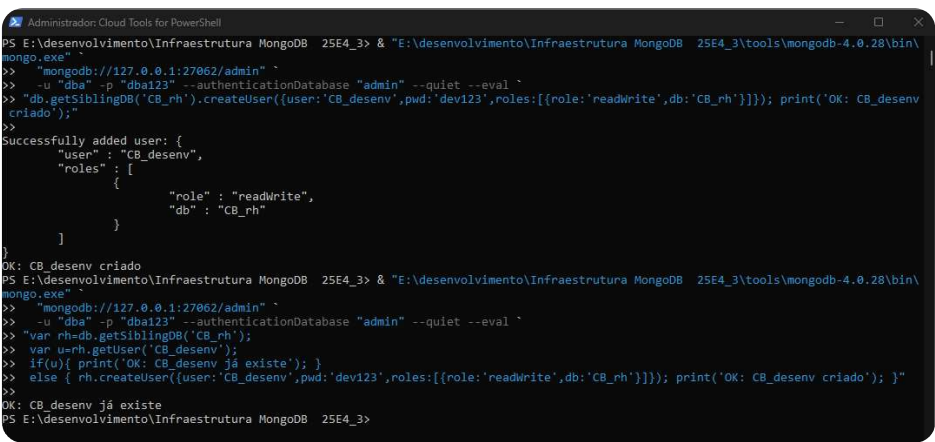 Administrador: Cloud Tools for PowerShell
PS E:\desenvolvimento\Infraestrutura MongoDB  25E4_3> & "E:\desenvolvimento\Infraestrutura MongoDB  25E4_3\tools\mongodb-4.0.28\bin\
mongo.exe" `
>>   "mongodb://127.0.0.1:27062/admin" `
>>   -u "dba" -p "dba123" --authenticationDatabase "admin" --quiet --eval `
>> "db.getSiblingDB('CB_rh').createUser({user:'CB_desenv',pwd:'dev123',roles:[{role:'readWrite',db:'CB_rh'}]}); print('OK: CB_desenv
 criado');"
>>
Successfully added user: {
        "user" : "CB_desenv",
        "roles" : [
                {
                        "role" : "readWrite",
                        "db" : "CB_rh"
                }
        ]
}
OK: CB_desenv criado
PS E:\desenvolvimento\Infraestrutura MongoDB  25E4_3> & "E:\desenvolvimento\Infraestrutura MongoDB  25E4_3\tools\mongodb-4.0.28\bin\
mongo.exe" `
>>   "mongodb://127.0.0.1:27062/admin" `
>>   -u "dba" -p "dba123" --authenticationDatabase "admin" --quiet --eval `
>> "var rh=db.getSiblingDB('CB_rh');
>>  var u=rh.getUser('CB_desenv');
>>  if(u){ print('OK: CB_desenv já existe'); }
>>  else { rh.createUser({user:'CB_desenv',pwd:'dev123',roles:[{role:'readWrite',db:'CB_rh'}]}); print('OK: CB_desenv criado'); }"
>>
OK: CB_desenv já existe
PS E:\desenvolvimento\Infraestrutura MongoDB  25E4_3>